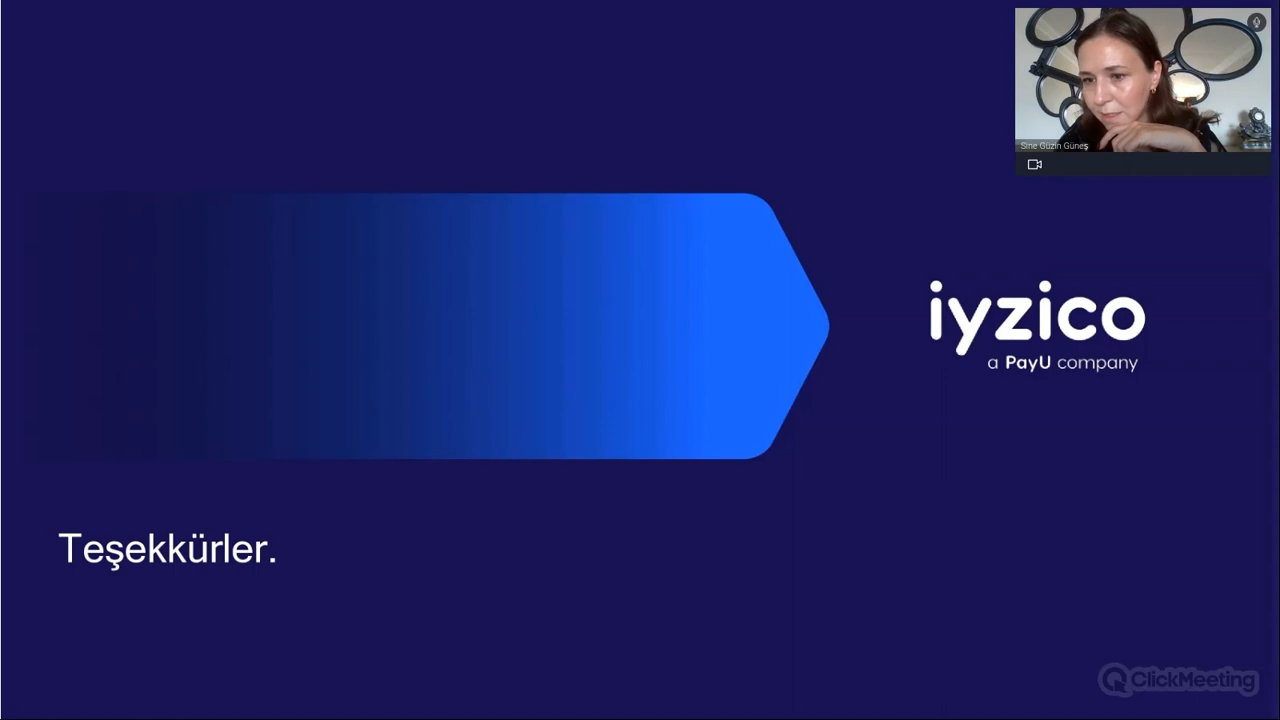 Sine Güzin Güneş
iyzico
a PayU company
Teşekkürler.
ClickMeeting